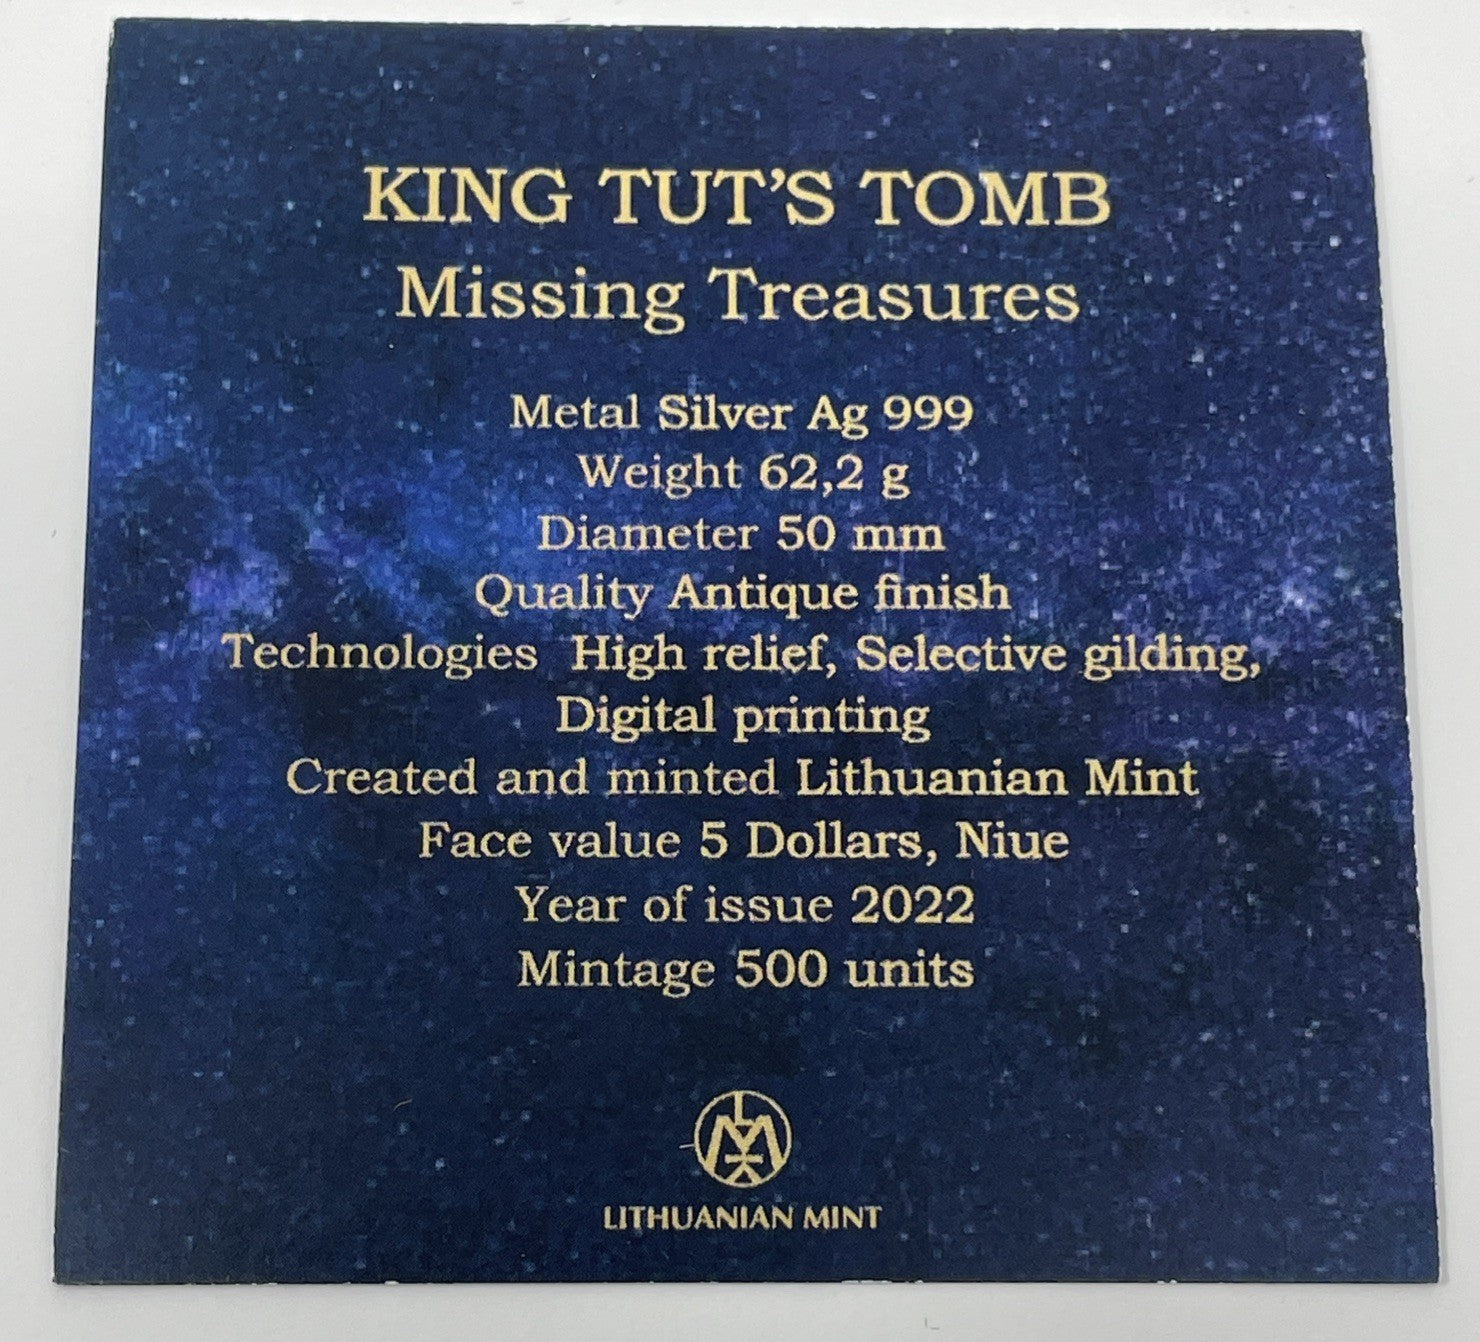 KING TUT'S TOMB
Missing Treasures
Metal Silver Ag 999
Weight 62,2 g
Diameter 50 mm
Quality Antique finish
Technologies High relief, Selective gilding,
Digital printing
Created and minted Lithuanian Mint
Face value 5 Dollars, Niue
Year of issue 2022
Mintage 500 units
LM
LITHUANIAN MINT